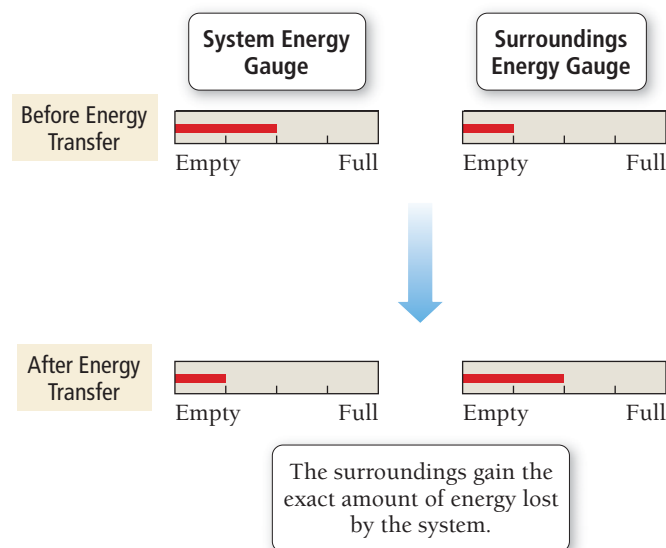 System Energy
Gauge
Surroundings
Energy Gauge
Before Energy
Transfer
Empty Full
Empty Full
After Energy
Transfer
Empty Full
Empty Full
The surroundings gain the
exact amount of energy lost
by the system.